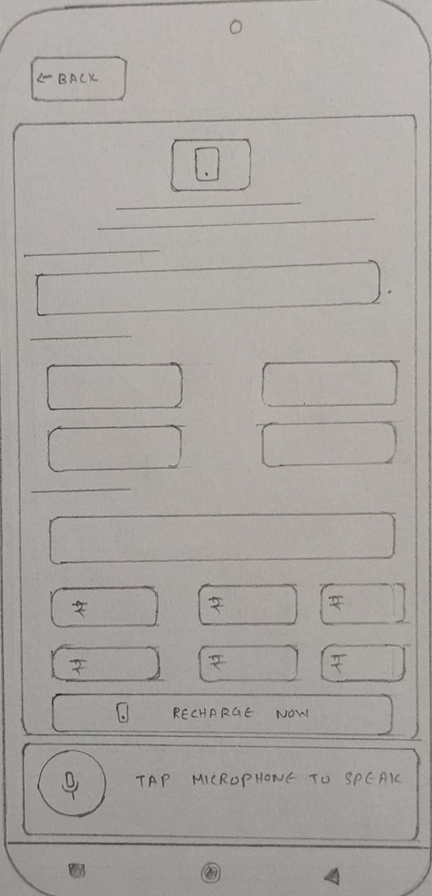 ← BACK
₹ ₹ ₹
₹ ₹ ₹
RECHARGE NOW
TAP MICROPHONE TO SPEAK